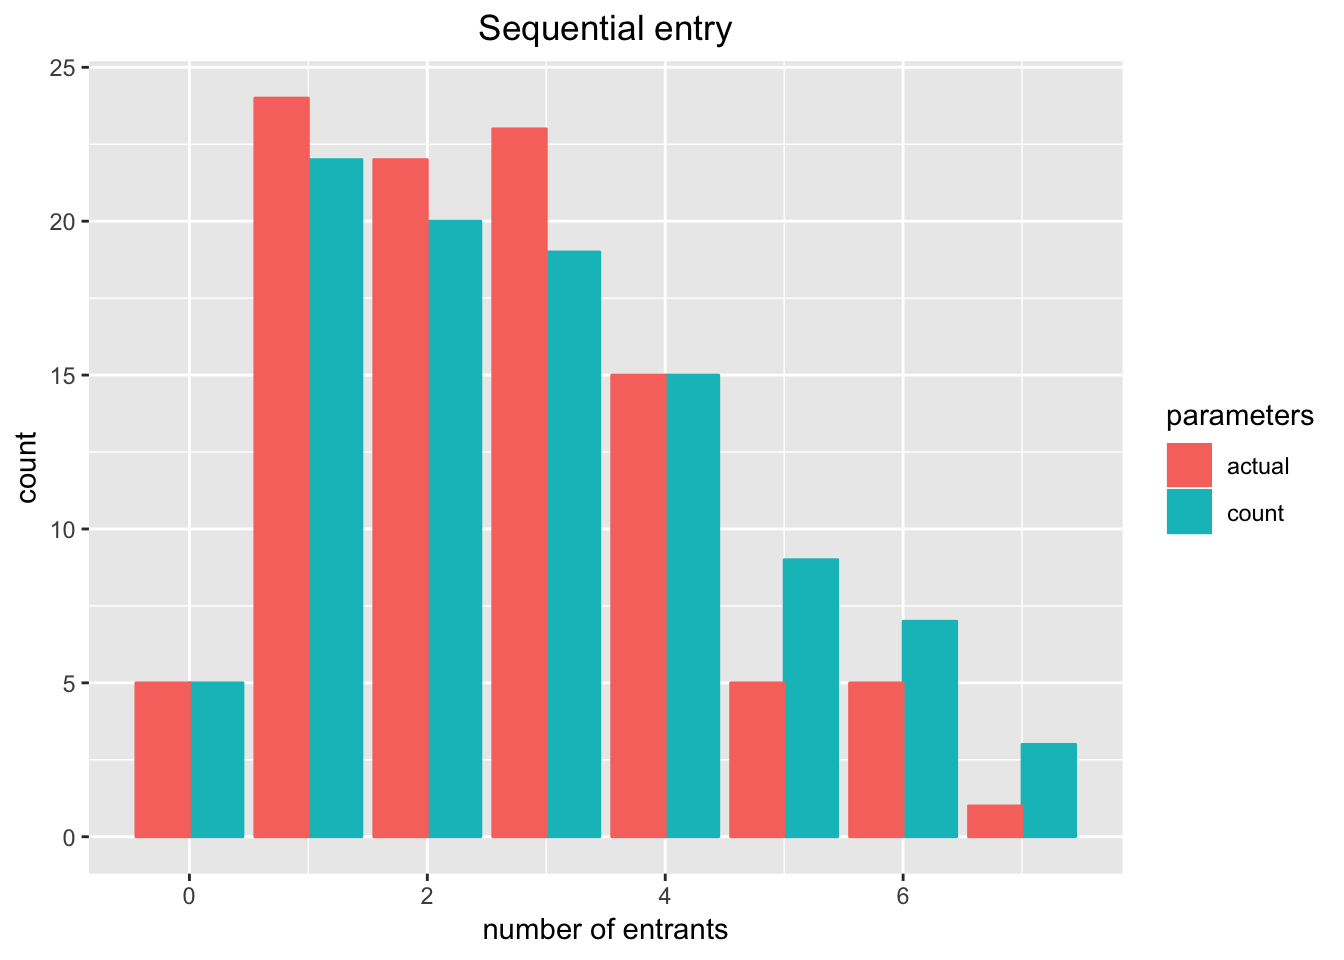 Sequential entry
25
20
15
10
5
0
count
0 2 4 6
number of entrants
parameters
actual
count